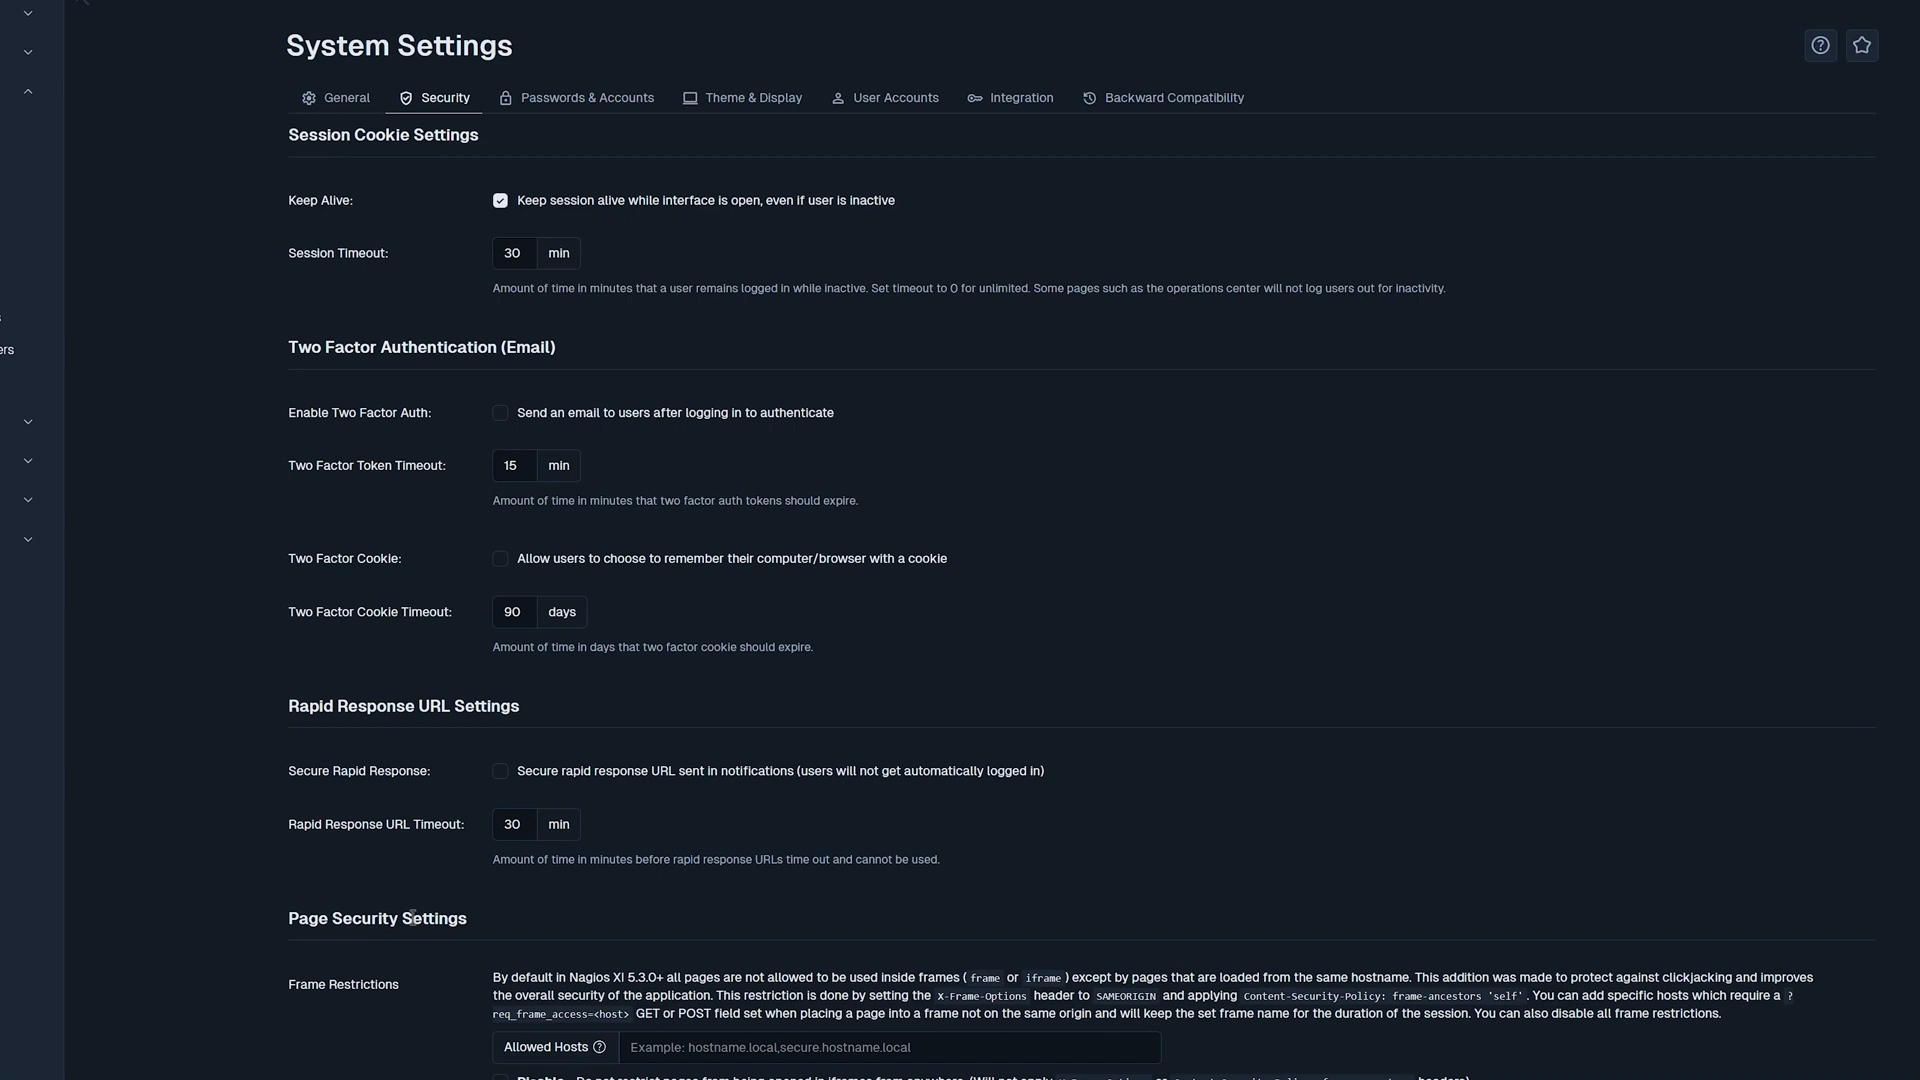 System Settings
General
Security
Passwords & Accounts
Theme & Display
User Accounts
Integration
Backward Compatibility
Session Cookie Settings
Keep Alive:
Keep session alive while interface is open, even if user is inactive
Session Timeout:
30 min
Amount of time in minutes that a user remains logged in while inactive. Set timeout to 0 for unlimited. Some pages such as the operations center will not log users out for inactivity.
ers
Two Factor Authentication (Email)
Enable Two Factor Auth:
Send an email to users after logging in to authenticate
Two Factor Token Timeout:
15 min
Amount of time in minutes that two factor auth tokens should expire.
Two Factor Cookie:
Allow users to choose to remember their computer/browser with a cookie
Two Factor Cookie Timeout:
90 days
Amount of time in days that two factor cookie should expire.
Rapid Response URL Settings
Secure Rapid Response:
Secure rapid response URL sent in notifications (users will not get automatically logged in)
Rapid Response URL Timeout:
30 min
Amount of time in minutes before rapid response URLs time out and cannot be used.
Page Security Settings
Frame Restrictions
By default in Nagios XI 5.3.0+ all pages are not allowed to be used inside frames ( frame or iframe ) except by pages that are loaded from the same hostname. This addition was made to protect against clickjacking and improves
the overall security of the application. This restriction is done by setting the X-Frame-Options header to SAMEORIGIN and applying Content-Security-Policy: frame-ancestors 'self' . You can add specific hosts which require a ?
req_frame_access=<host> GET or POST field set when placing a page into a frame not on the same origin and will keep the set frame name for the duration of the session. You can also disable all frame restrictions.
Allowed Hosts
Example: hostname.local,secure.hostname.local